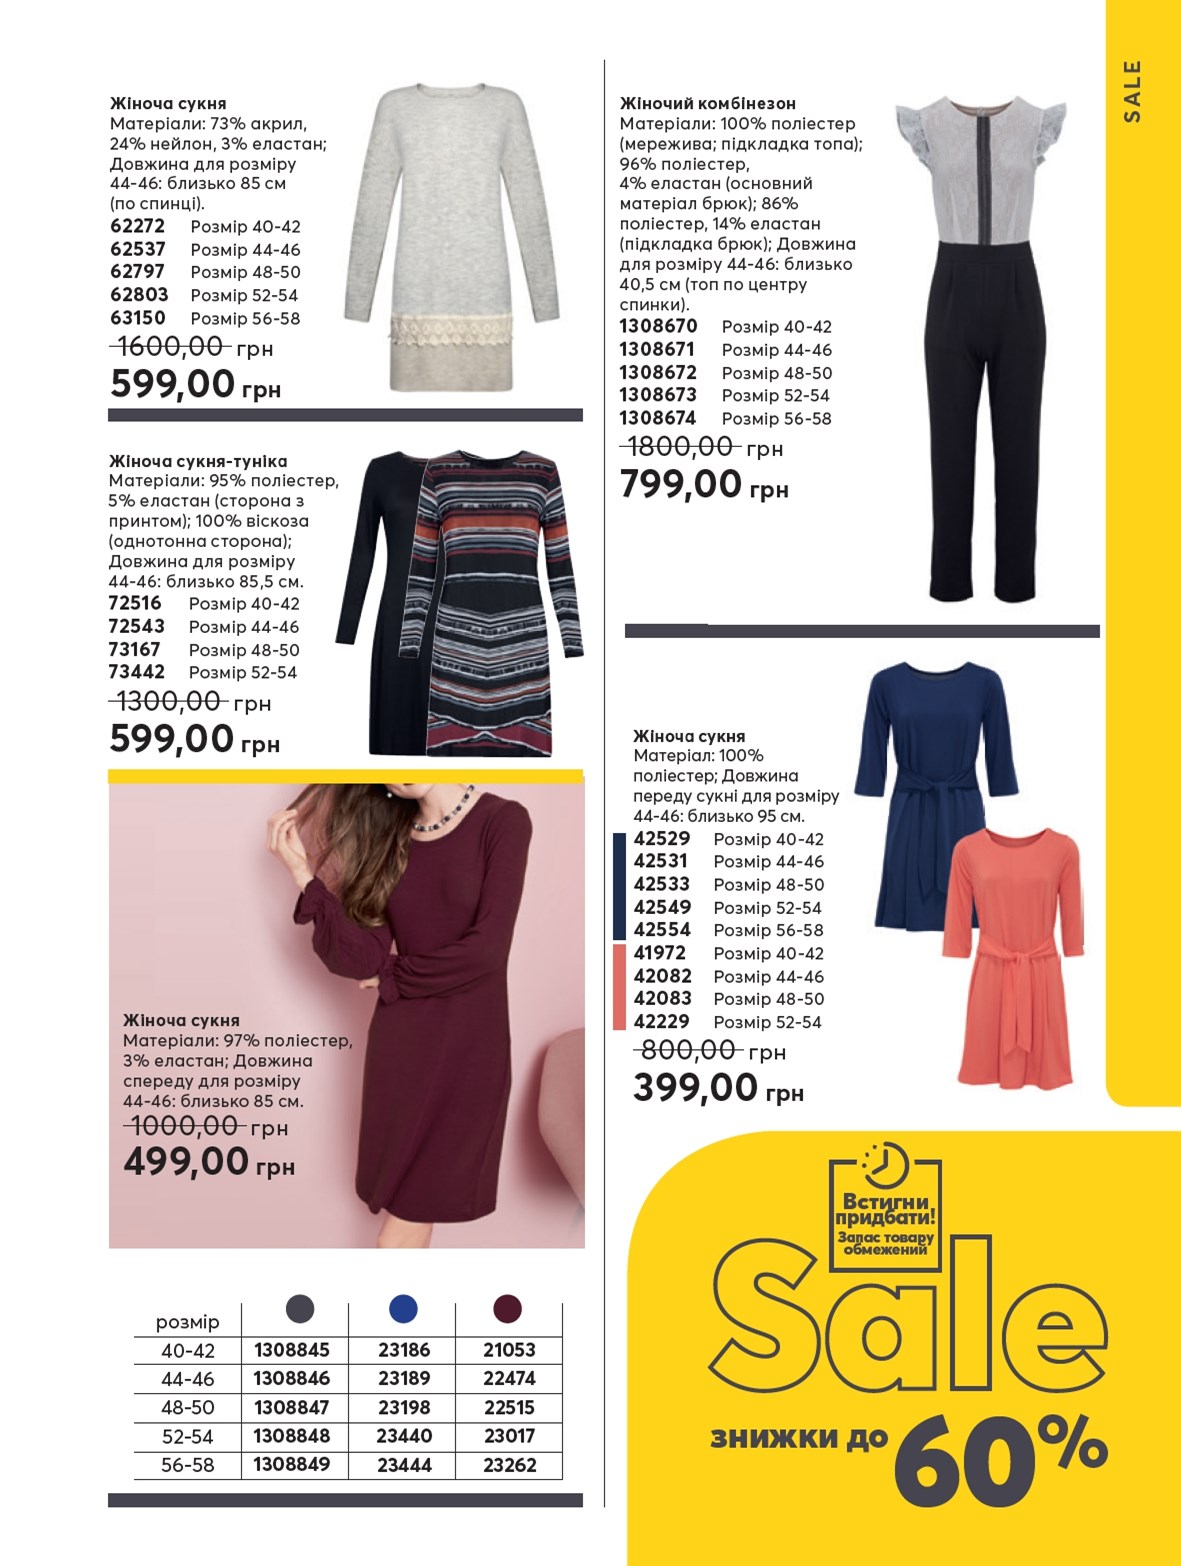 SALE
Жіноча сукня
Матеріали: 73% акрил,
24% нейлон, 3% еластан;
Довжина для розміру
44-46: близько 85 см
(по спинці).
62272 Розмір 40-42
62537 Розмір 44-46
62797 Розмір 48-50
62803 Розмір 52-54
63150 Розмір 56-58
1600,00 грн
599,00 грн
Жіноча сукня-туніка
Матеріали: 95% поліестер,
5% еластан (сторона з
принтом); 100% віскоза
(однотонна сторона);
Довжина для розміру
44-46: близько 85,5 см.
72516 Розмір 40-42
72543 Розмір 44-46
73167 Розмір 48-50
73442 Розмір 52-54
1300,00 грн
599,00 грн
Жіноча сукня
Матеріали: 97% поліестер,
3% еластан; Довжина
спереду для розміру
44-46: близько 85 см.
1000,00 грн
499,00 грн
розмір
40-42 1308845 23186 21053
44-46 1308846 23189 22474
48-50 1308847 23198 22515
52-54 1308848 23440 23017
56-58 1308849 23444 23262
Жіночий комбінезон
Матеріали: 100% поліестер
(мережива; підкладка топа);
96% поліестер,
4% еластан (основний
матеріал брюк); 86%
поліестер, 14% еластан
(підкладка брюк); Довжина
для розміру 44-46: близько
40,5 см (топ по центру
спинки).
1308670 Розмір 40-42
1308671 Розмір 44-46
1308672 Розмір 48-50
1308673 Розмір 52-54
1308674 Розмір 56-58
1800,00 грн
799,00 грн
Жіноча сукня
Матеріал: 100%
поліестер; Довжина
переду сукні для розміру
44-46: близько 95 см.
42529 Розмір 40-42
42531 Розмір 44-46
42533 Розмір 48-50
42549 Розмір 52-54
42554 Розмір 56-58
41972 Розмір 40-42
42082 Розмір 44-46
42083 Розмір 48-50
42229 Розмір 52-54
800,00 грн
399,00 грн
Встигни
придбати!
Запас товару
обмежений
Sale
знижки до 60%